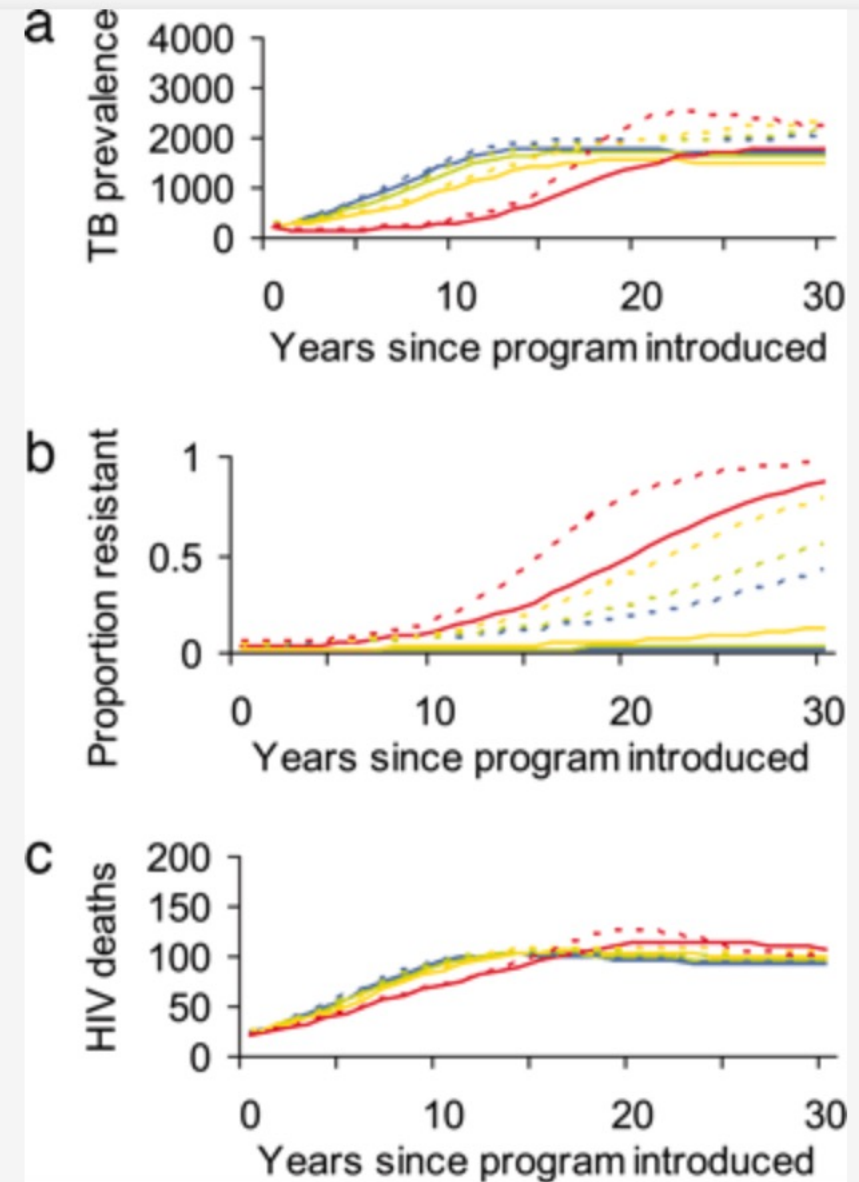 a
TB prevalence
4000
3000
2000
1000
0
0 10 20 30
Years since program introduced
b
Proportion resistant
1
0.5
0
0 10 20 30
Years since program introduced
c
HIV deaths
200
150
100
50
0
0 10 20 30
Years since program introduced